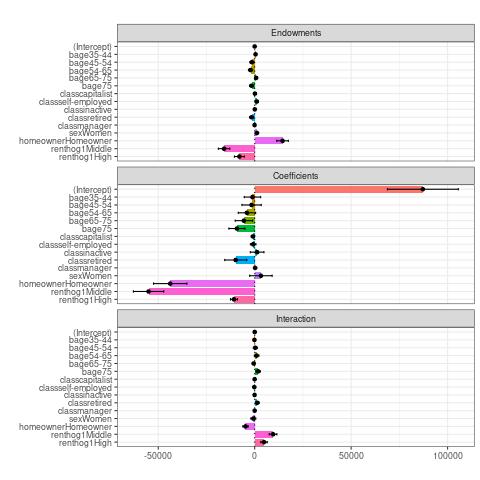 Endowments
(Intercept)
bage35-44
bage45-54
bage54-65
bage65-75
bage75
classcapitalist
classself-employed
classinactive
classretired
classmanager
sexWomen
homeownerHomeowner
renthog1Middle
renthog1High
Coefficients
(Intercept)
bage35-44
bage45-54
bage54-65
bage65-75
bage75
classcapitalist
classself-employed
classinactive
classretired
classmanager
sexWomen
homeownerHomeowner
renthog1Middle
renthog1High
Interaction
(Intercept)
bage35-44
bage45-54
bage54-65
bage65-75
bage75
classcapitalist
classself-employed
classinactive
classretired
classmanager
sexWomen
homeownerHomeowner
renthog1Middle
renthog1High
-50000 0 50000 100000